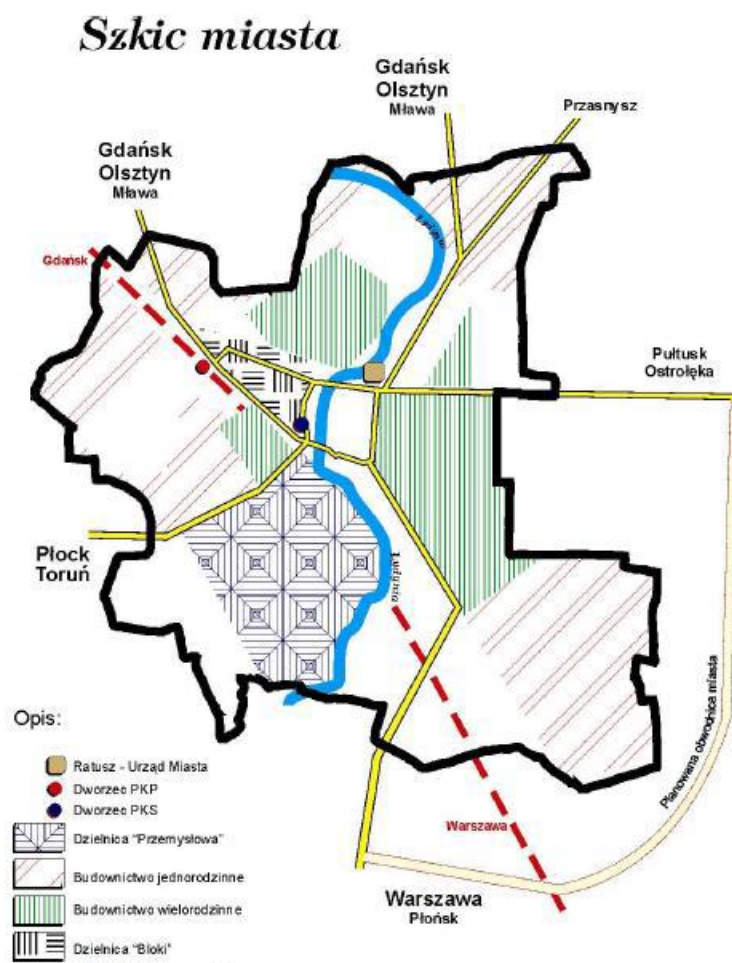 Szkic miasta
Gdańsk
Olsztyn
Mława
Przasnysz
Gdańsk
Olsztyn
Mława
Gdańsk
Pułtusk
Ostrołęka
Płock
Toruń
Łydynia
Planowana obwodnica miasta
Warszawa
Warszawa
Płońsk
Opis:
Ratusz - Urząd Miasta
Dworzec PKP
Dworzec PKS
Dzielnica "Przemysłowa"
Budownictwo jednorodzinne
Budownictwo wielorodzinne
Dzielnica "Bloki"